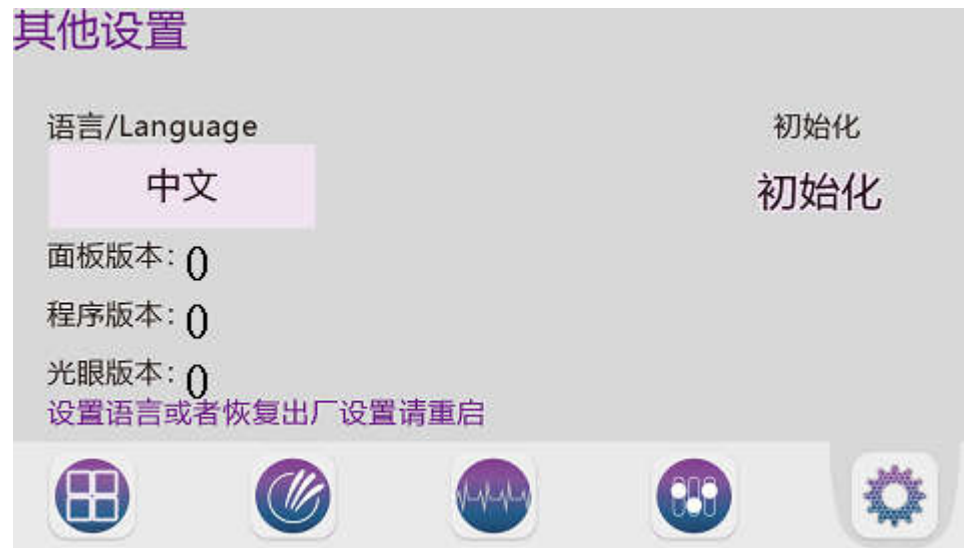 其他设置
语言/Language
初始化
中文
初始化
面板版本：0
程序版本：0
光眼版本：0
设置语言或者恢复出厂设置请重启